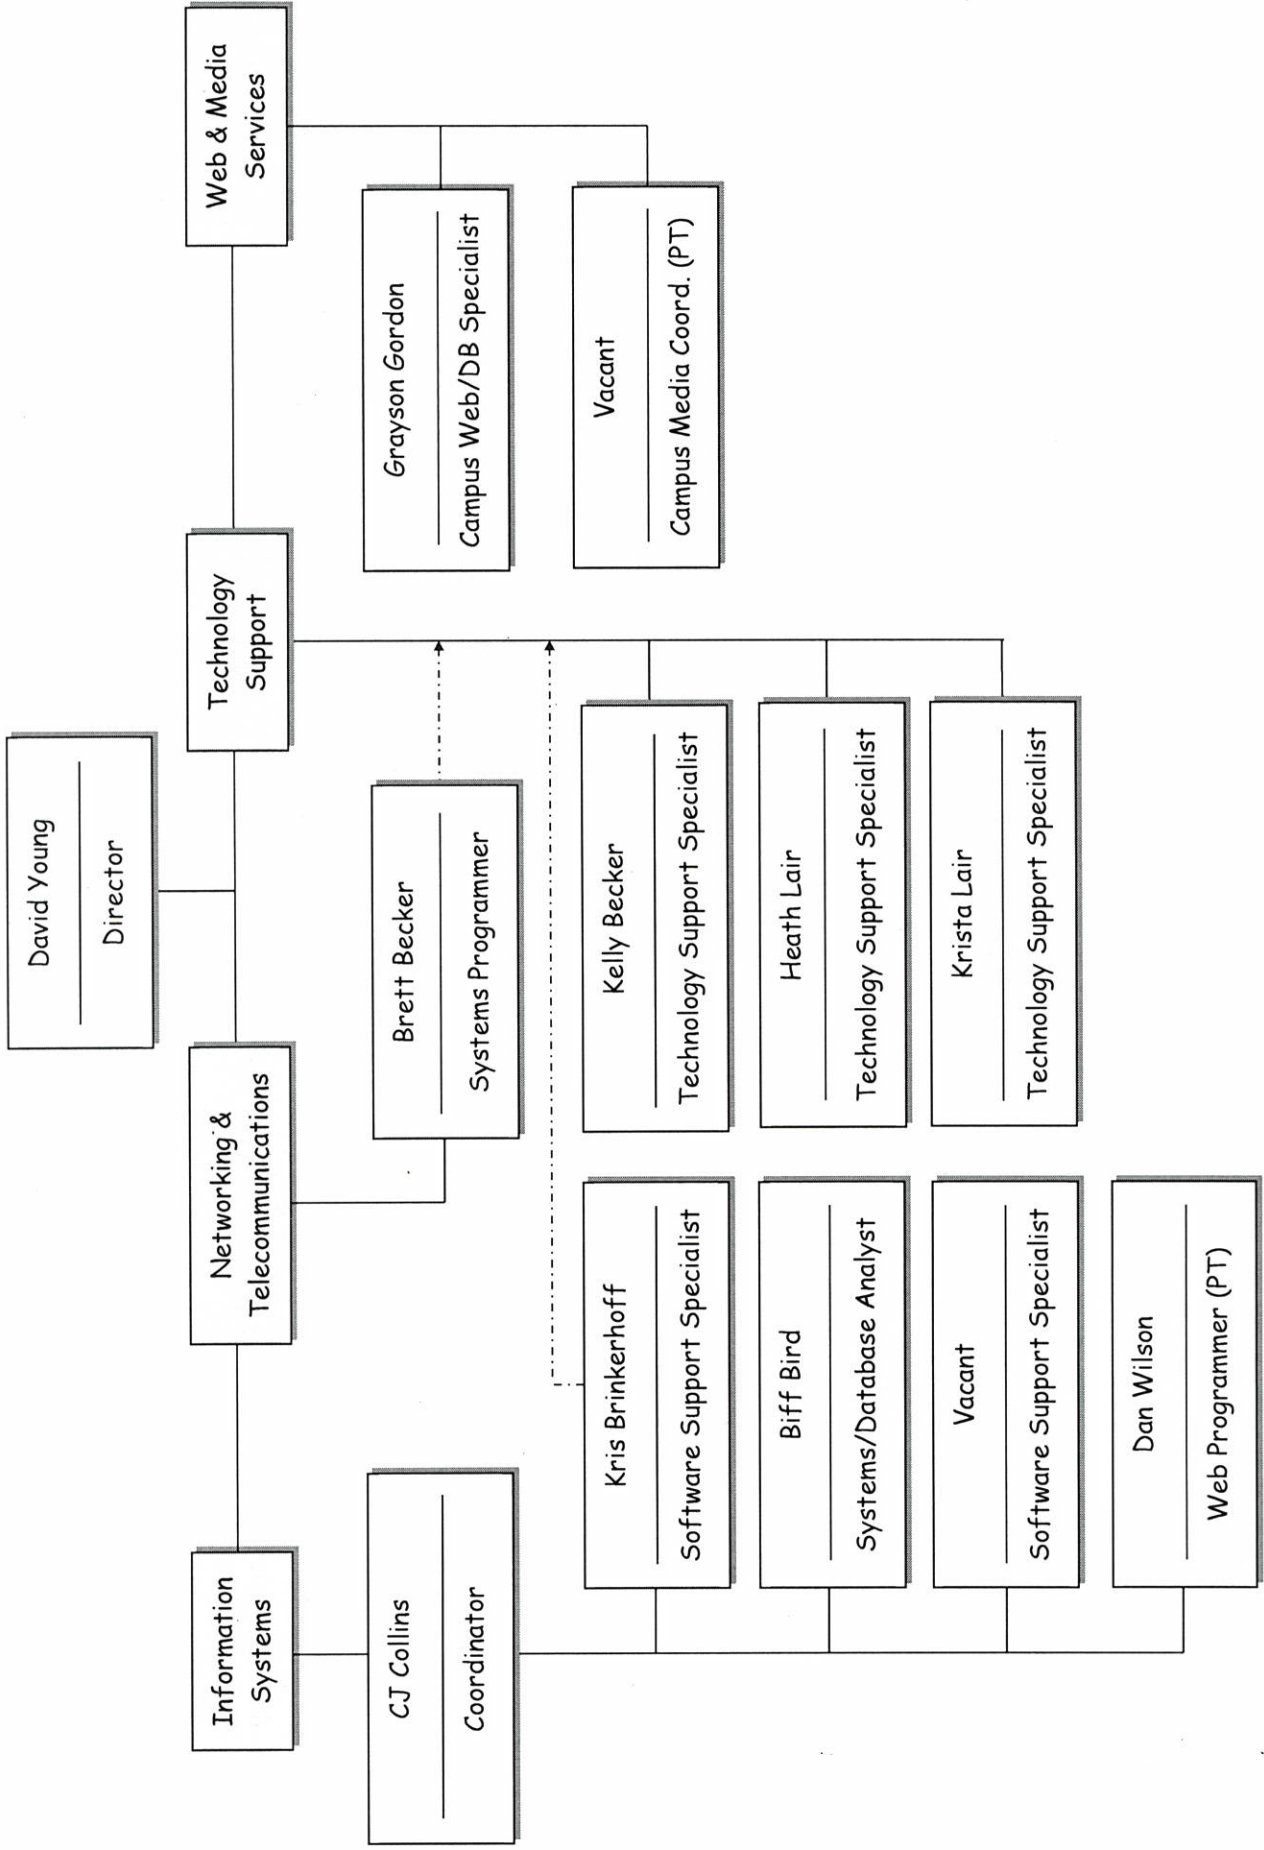 David Young
Director
Information
Systems
Networking &
Telecommunications
Technology
Support
Web & Media
Services
CJ Collins
Coordinator
Brett Becker
Systems Programmer
Grayson Gordon
Campus Web/DB Specialist
Kris Brinkerhoff
Software Support Specialist
Kelly Becker
Technology Support Specialist
Vacant
Campus Media Coord. (PT)
Biff Bird
Systems/Database Analyst
Heath Lair
Technology Support Specialist
Vacant
Software Support Specialist
Krista Lair
Technology Support Specialist
Dan Wilson
Web Programmer (PT)